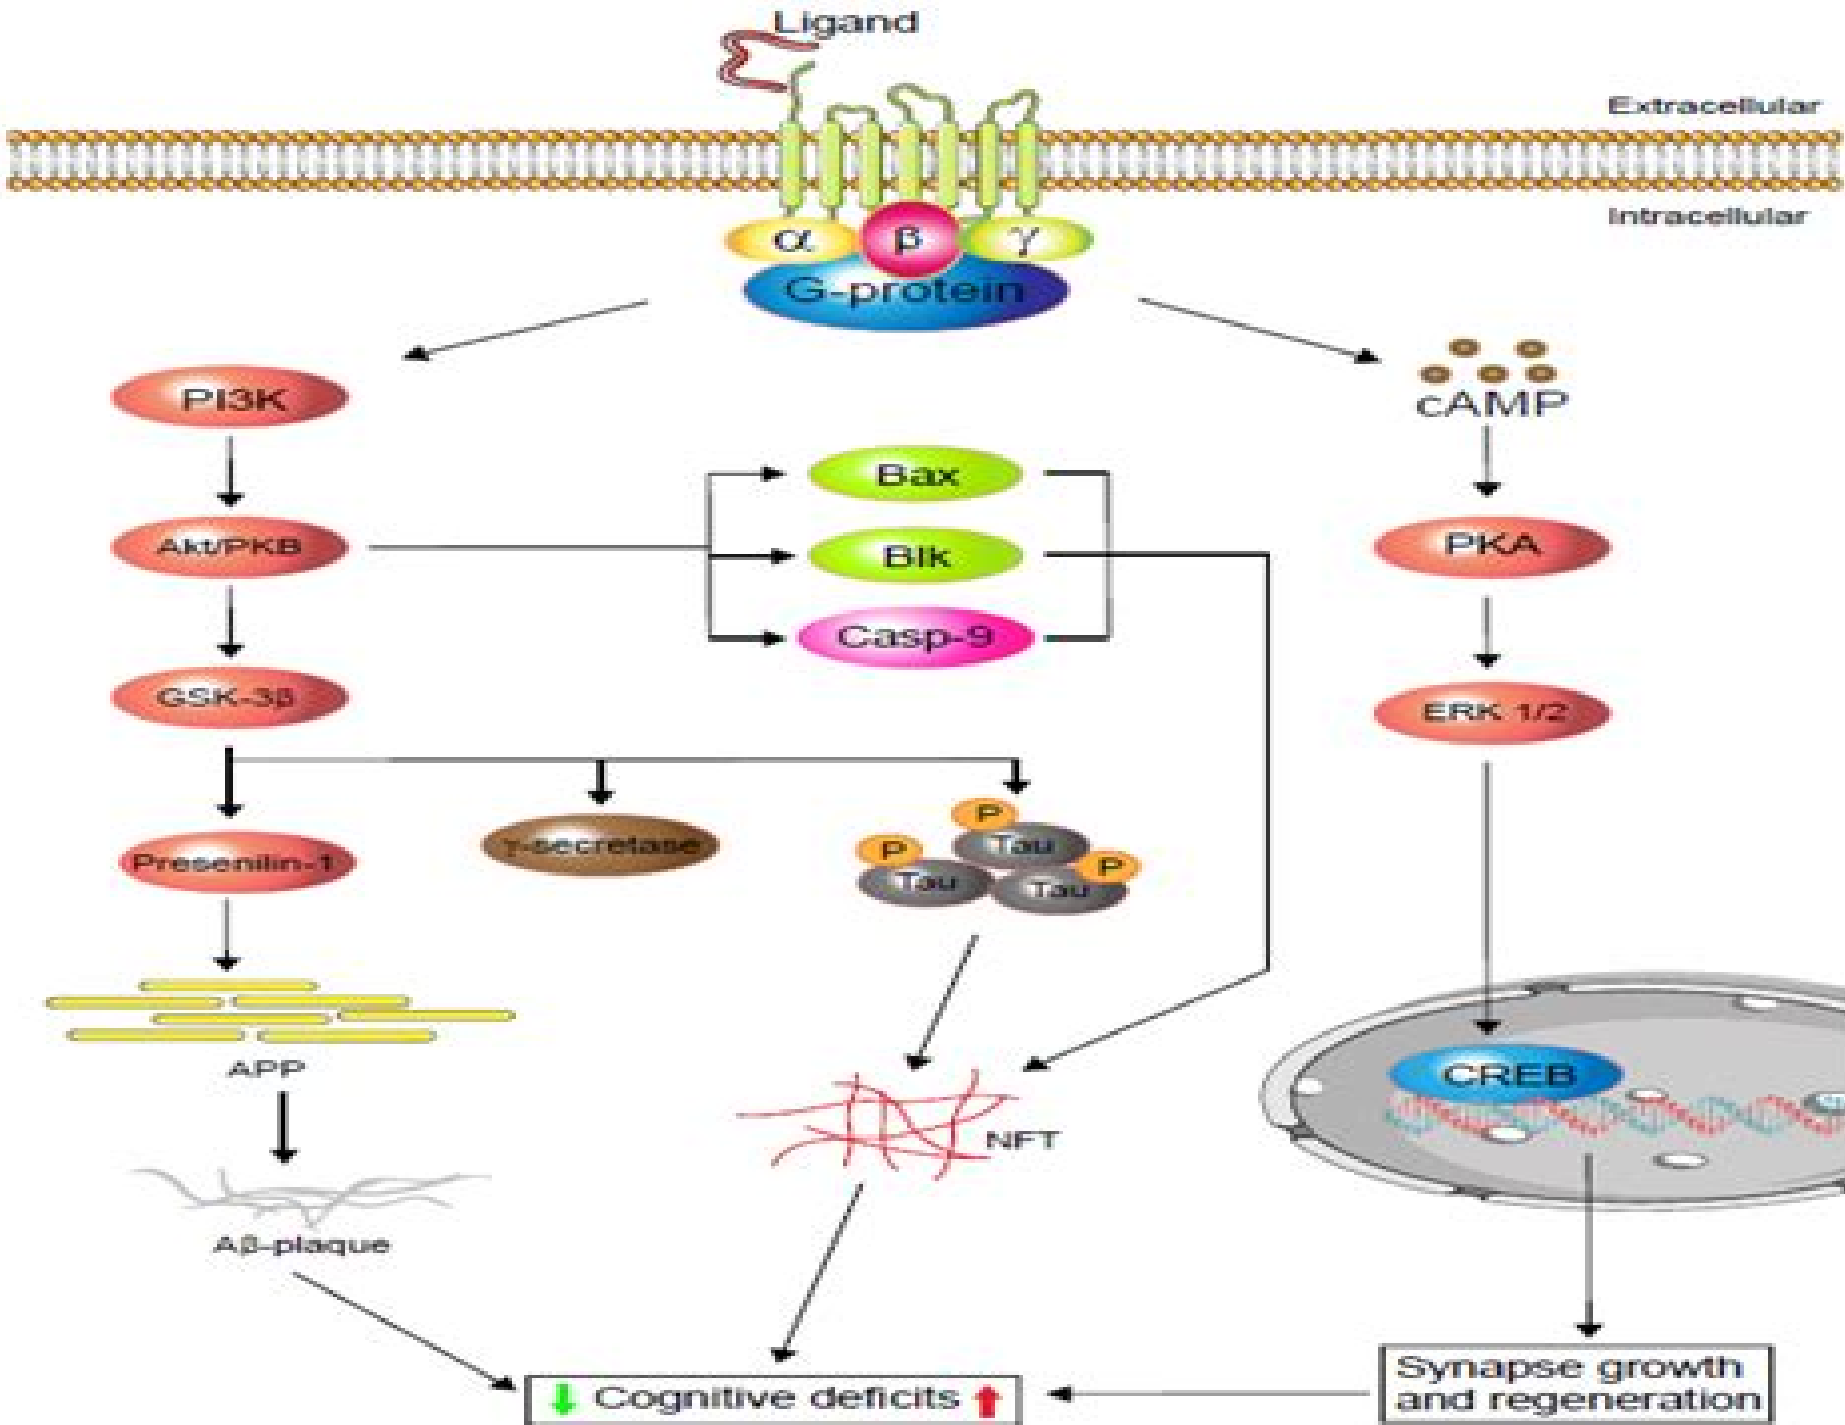 Ligand
Extracellular
Intracellular
α β γ
G-protein
PI3K
cAMP
Bax
Akt/PKB
Blk
PKA
Casp-9
GSK-3β
ERK 1/2
Presenilin-1
γ-secretase
P
Tau
P
Tau
P
Tau
APP
CREB
NFT
Aβ-plaque
Cognitive deficits
Synapse growth
and regeneration